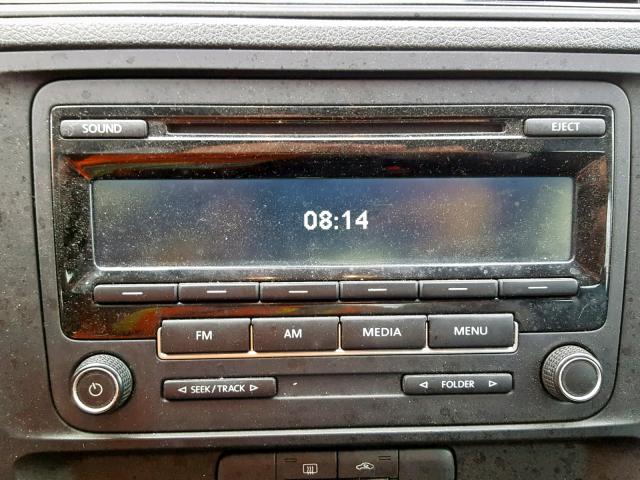 SOUND
EJECT
08:14
FM
AM
MEDIA
MENU
SEEK/TRACK
FOLDER